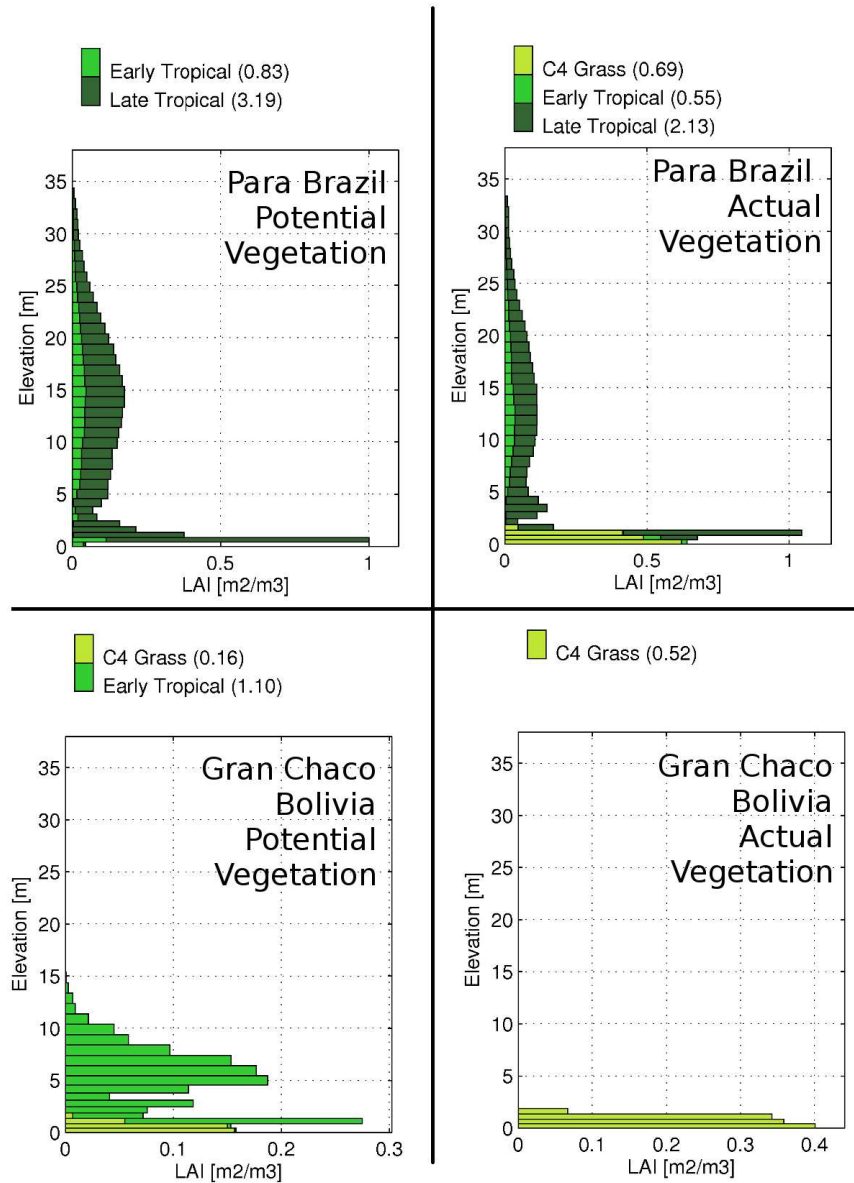 Early Tropical (0.83)
Late Tropical (3.19)
Para Brazil
Potential
Vegetation
35
30
25
20
15
10
5
0
Elevation [m]
0
0.5
1
LAI [m2/m3]
C4 Grass (0.69)
Early Tropical (0.55)
Late Tropical (2.13)
Para Brazil
Actual
Vegetation
35
30
25
20
15
10
5
0
Elevation [m]
0
0.5
1
LAI [m2/m3]
C4 Grass (0.16)
Early Tropical (1.10)
Gran Chaco
Bolivia
Potential
Vegetation
35
30
25
20
15
10
5
0
Elevation [m]
0
0.1
0.2
0.3
LAI [m2/m3]
C4 Grass (0.52)
Gran Chaco
Bolivia
Actual
Vegetation
35
30
25
20
15
10
5
0
Elevation [m]
0
0.1
0.2
0.3
0.4
LAI [m2/m3]